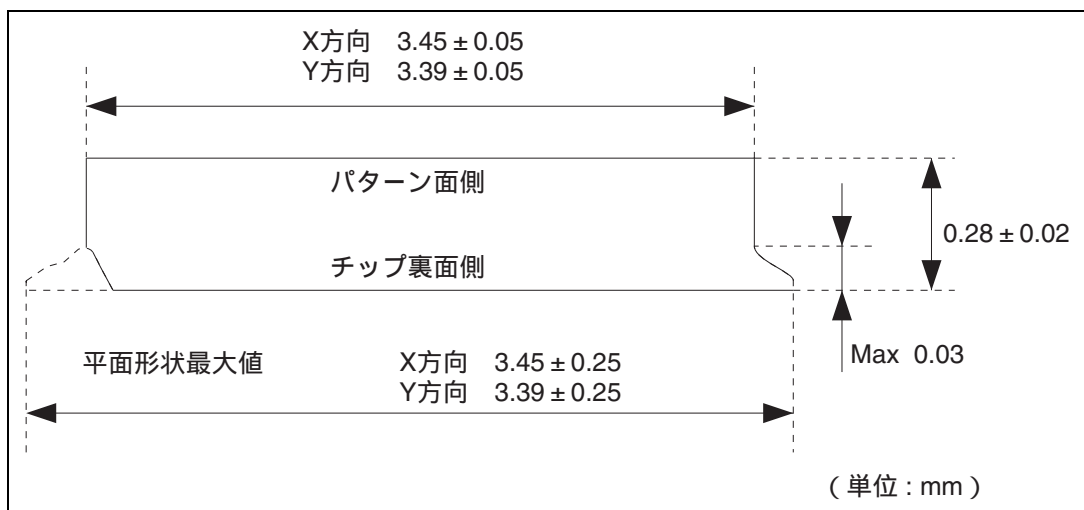 X方向 3.45 ± 0.05
Y方向 3.39 ± 0.05
パターン面側
0.28 ± 0.02
チップ裏面側
Max 0.03
平面形状最大値 X方向 3.45 ± 0.25
Y方向 3.39 ± 0.25
（単位 : mm）